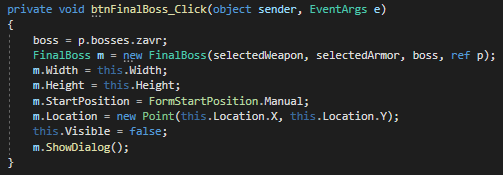 private void btnFinalBoss_Click(object sender, EventArgs e)
{
boss = p.bosses.zavr;
FinalBoss m = new FinalBoss(selectedWeapon, selectedArmor, boss, ref p);
m.Width = this.Width;
m.Height = this.Height;
m.StartPosition = FormStartPosition.Manual;
m.Location = new Point(this.Location.X, this.Location.Y);
this.Visible = false;
m.ShowDialog();
}